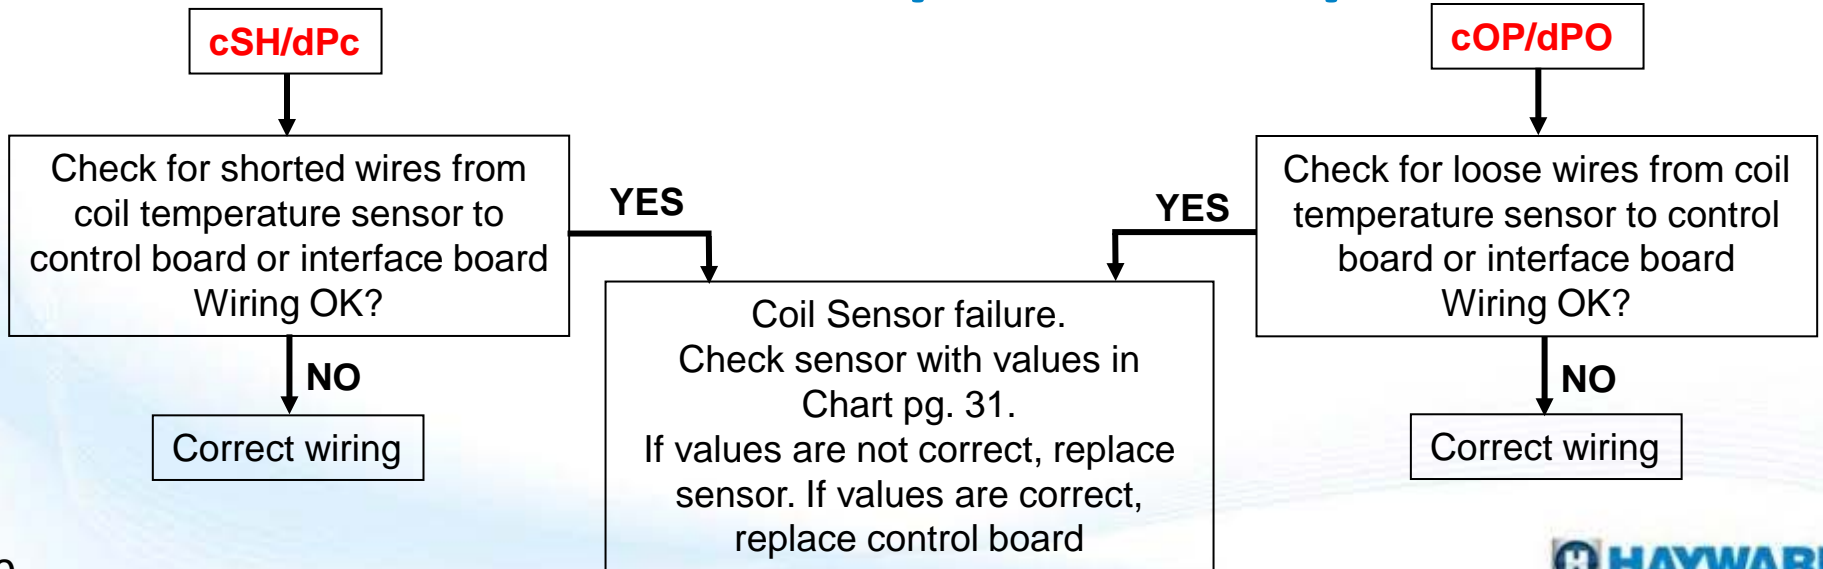 cSH/dPc
Check for shorted wires from
coil temperature sensor to
control board or interface board
Wiring OK?
YES
NO
Correct wiring
cOP/dPO
Check for loose wires from coil
temperature sensor to control
board or interface board
Wiring OK?
YES
NO
Correct wiring
Coil Sensor failure.
Check sensor with values in
Chart pg. 31.
If values are not correct, replace
sensor. If values are correct,
replace control board